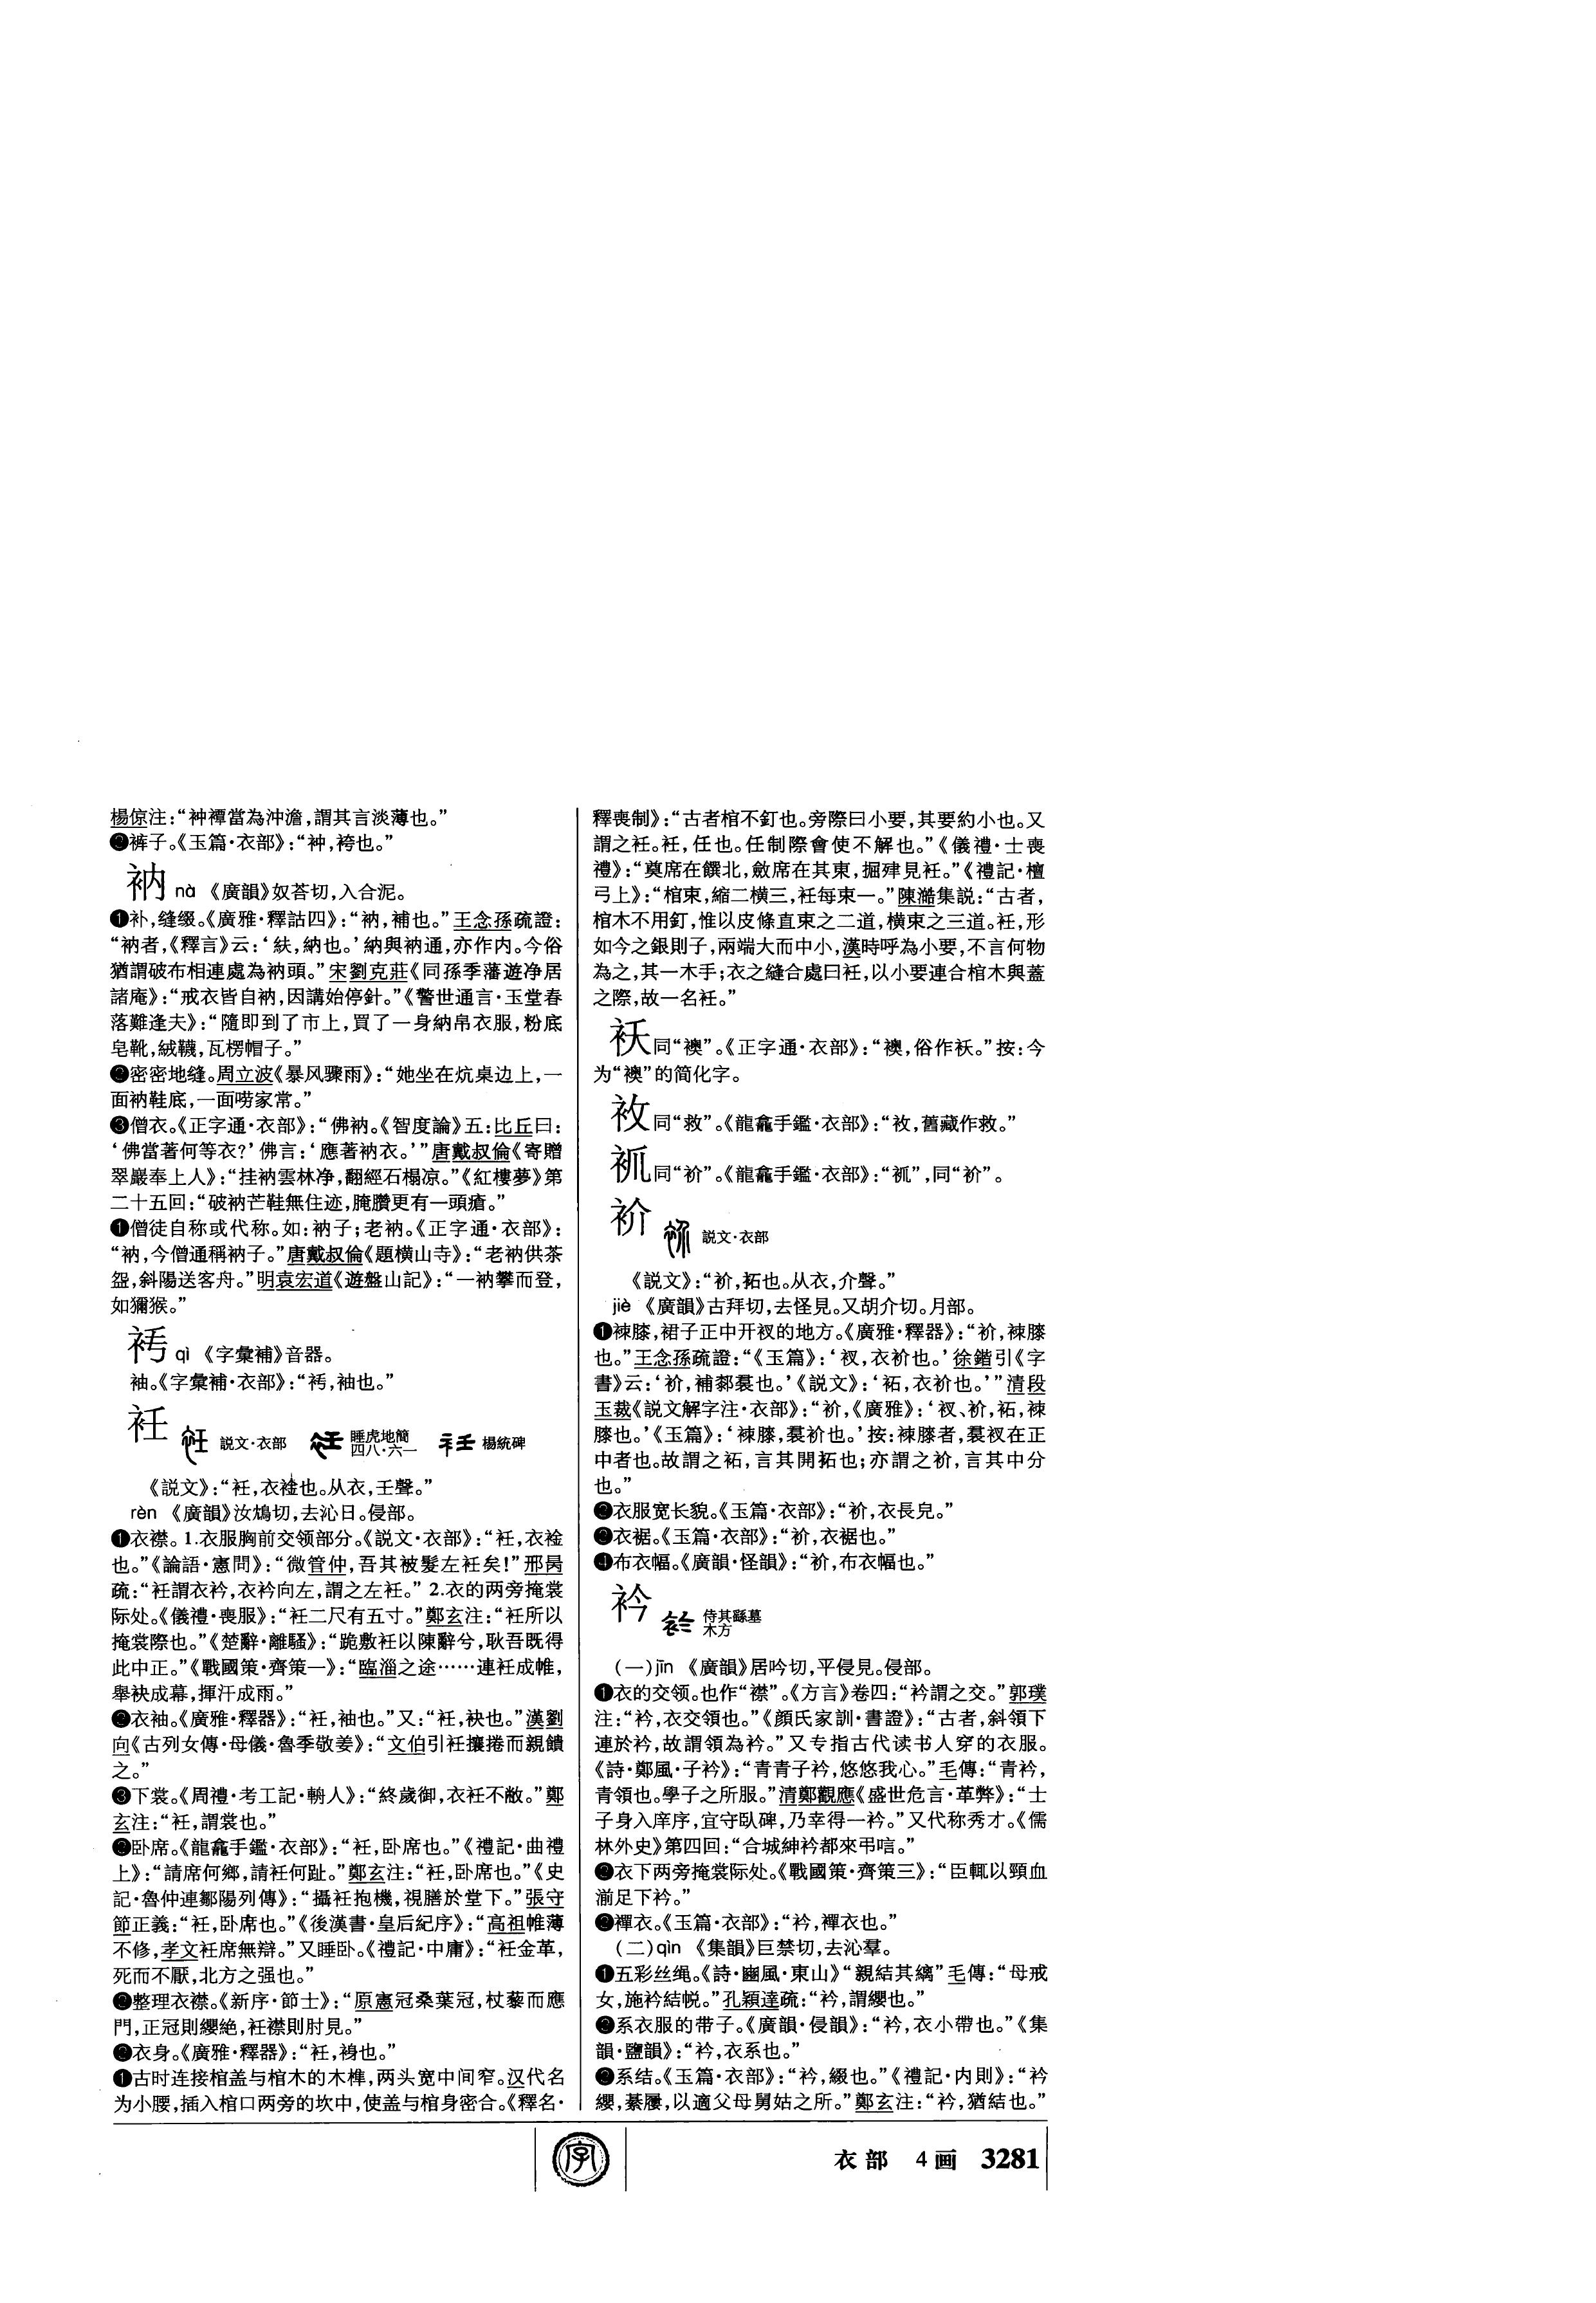 楊倞注：“衶禫當為沖澹，謂其言淡薄也。”
❷裤子。《玉篇·衣部》：“衶，袴也。”
衲 nà 《廣韻》奴荅切，入合泥。
❶补，缝缀。《廣雅·釋詁四》：“衲，補也。”王念孫疏證：
“衲者，《釋言》云：‘紩，納也。’納與衲通，亦作内。今俗
猶謂破布相連處為衲頭。”宋劉克莊《同孫季蕃遊净居
諸庵》：“戒衣皆自衲，因講始停針。”《警世通言·玉堂春
落難逢夫》：“隨即到了市上，買了一身納帛衣服，粉底
皂靴，絨襪，瓦楞帽子。”
❷密密地缝。周立波《暴风骤雨》：“她坐在炕桌边上，一
面衲鞋底，一面唠家常。”
❸僧衣。《正字通·衣部》：“佛衲。《智度論》五：比丘曰：
‘佛當著何等衣？’佛言：‘應著衲衣。’”唐戴叔倫《寄贈
翠巖奉上人》：“挂衲雲林净，翻經石榻凉。”《紅樓夢》第
二十五回：“破衲芒鞋無住迹，腌臢更有一頭瘡。”
❶僧徒自称或代称。如：衲子；老衲。《正字通·衣部》：
“衲，今僧通稱衲子。”唐戴叔倫《題横山寺》：“老衲供茶
盌，斜陽送客舟。”明袁宏道《遊盤山記》：“一衲攀而登，
如獼猴。”
qì 《字彙補》音器。
袖。《字彙補·衣部》：“，袖也。”
衽 説文·衣部 睡虎地簡四八·六一 楊統碑
《説文》：“衽，衣䘳也。从衣，壬聲。”
rèn 《廣韻》汝鴆切，去沁日。侵部。
❶衣襟。1.衣服胸前交领部分。《説文·衣部》：“衽，衣䘳
也。”《論語·憲問》：“微管仲，吾其被髮左衽矣！”邢昺
疏：“衽謂衣衿，衣衿向左，謂之左衽。”2.衣的两旁掩裳
际处。《儀禮·喪服》：“衽二尺有五寸。”鄭玄注：“衽所以
掩裳際也。”《楚辭·離騷》：“跪敷衽以陳辭兮，耿吾既得
此中正。”《戰國策·齊策一》：“臨淄之途……連衽成帷，
舉袂成幕，揮汗成雨。”
❷衣袖。《廣雅·釋器》：“衽，袖也。”又：“衽，袂也。”漢劉
向《古列女傳·母儀·魯季敬姜》：“文伯引衽攘捲而親饋
之。”
❸下裳。《周禮·考工記·輈人》：“終歲御，衣衽不敝。”鄭
玄注：“衽，謂裳也。”
❷卧席。《龍龕手鑑·衣部》：“衽，卧席也。”《禮記·曲禮
上》：“請席何鄉，請衽何趾。”鄭玄注：“衽，卧席也。”《史
記·魯仲連鄒陽列傳》：“攝衽抱機，視膳於堂下。”張守
節正義：“衽，卧席也。”《後漢書·皇后紀序》：“高祖帷薄
不修，孝文衽席無辯。”又睡卧。《禮記·中庸》：“衽金革，
死而不厭，北方之强也。”
❷整理衣襟。《新序·節士》：“原憲冠桑葉冠，杖藜而應
門，正冠則纓絶，衽襟則肘見。”
❷衣身。《廣雅·釋器》：“衽，裑也。”
❶古时连接棺盖与棺木的木榫，两头宽中间窄。汉代名
为小腰，插入棺口两旁的坎中，使盖与棺身密合。《釋名·
釋喪制》：“古者棺不釘也。旁際曰小要，其要約小也。又
謂之衽。衽，任也。任制際會使不解也。”《儀禮·士喪
禮》：“奠席在饌北，斂席在其東，掘肂見衽。”《禮記·檀
弓上》：“棺束，縮二横三，衽每束一。”陳澔集説：“古者，
棺木不用釘，惟以皮條直束之二道，横束之三道。衽，形
如今之銀則子，兩端大而中小，漢時呼為小要，不言何物
為之，其一木乎；衣之縫合處曰衽，以小要連合棺木與蓋
之際，故一名衽。”
袄 同“襖”。《正字通·衣部》：“襖，俗作袄。”按：今
为“襖”的简化字。
同“救”。《龍龕手鑑·衣部》：“，舊藏作救。”
同“衸”。《龍龕手鑑·衣部》：“”，同“衸”。
衸 説文·衣部
《説文》：“衸，袥也。从衣，介聲。”
jiè 《廣韻》古拜切，去怪見。又胡介切。月部。
❶䘨膝，裙子正中开衩的地方。《廣雅·釋器》：“衸，䘨膝
也。”王念孫疏證：“《玉篇》：‘衩，衣衸也。’徐鍇引《字
書》云：‘衸，補裠也。’《説文》：‘袥，衣衸也。’”清段
玉裁《説文解字注·衣部》：“衸，《廣雅》：‘衩、衸，袥，䘨
膝也。’《玉篇》：‘䘨膝，裠衸也。’按：䘨膝者，裠衩在正
中者也。故謂之袥，言其開拓也；亦謂之衸，言其中分
也。”
❷衣服宽长貌。《玉篇·衣部》：“衸，衣長皃。”
❷衣裾。《玉篇·衣部》：“衸，衣裾也。”
❹布衣幅。《廣韻·怪韻》：“衸，布衣幅也。”
衿 侍其繇墓木方
（一）jīn 《廣韻》居吟切，平侵見。侵部。
❶衣的交领。也作“襟”。《方言》卷四：“衿謂之交。”郭璞
注：“衿，衣交領也。”《顔氏家訓·書證》：“古者，斜領下
連於衿，故謂領為衿。”又专指古代读书人穿的衣服。
《詩·鄭風·子衿》：“青青子衿，悠悠我心。”毛傳：“青衿，
青領也。學子之所服。”清鄭觀應《盛世危言·革弊》：“士
子身入庠序，宜守卧碑，乃幸得一衿。”又代称秀才。《儒
林外史》第四回：“合城紳衿都來弔唁。”
❷衣下两旁掩裳际处。《戰國策·齊策三》：“臣輒以頸血
湔足下衿。”
❷襌衣。《玉篇·衣部》：“衿，襌衣也。”
（二）qìn 《集韻》巨禁切，去沁羣。
❶五彩丝绳。《詩·豳風·東山》“親結其縭”毛傳：“母戒
女，施衿結帨。”孔穎達疏：“衿，謂纓也。”
❷系衣服的带子。《廣韻·侵韻》：“衿，衣小帶也。”《集
韻·鹽韻》：“衿，衣系也。”
❷系结。《玉篇·衣部》：“衿，綴也。”《禮記·内則》：“衿
纓，綦屨，以適父母舅姑之所。”鄭玄注：“衿，猶結也。”
字
衣部 4画 3281